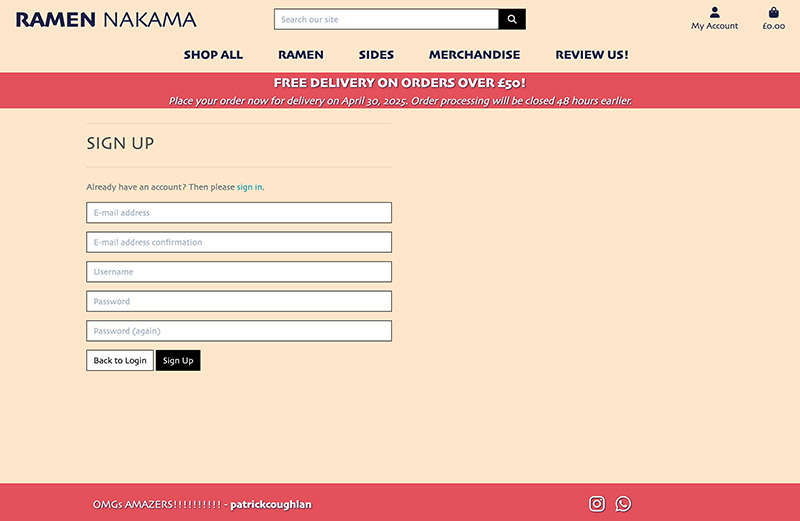 RAMEN NAKAMA
Search our site
My Account
£0.00
SHOP ALL
RAMEN
SIDES
MERCHANDISE
REVIEW US!
FREE DELIVERY ON ORDERS OVER £50!
Place your order now for delivery on April 30, 2025. Order processing will be closed 48 hours earlier.
SIGN UP
Already have an account? Then please sign in.
E-mail address
E-mail address confirmation
Username
Password
Password (again)
Back to Login
Sign Up
OMGs AMAZERS!!!!!!!!!! - patrickcoughlan